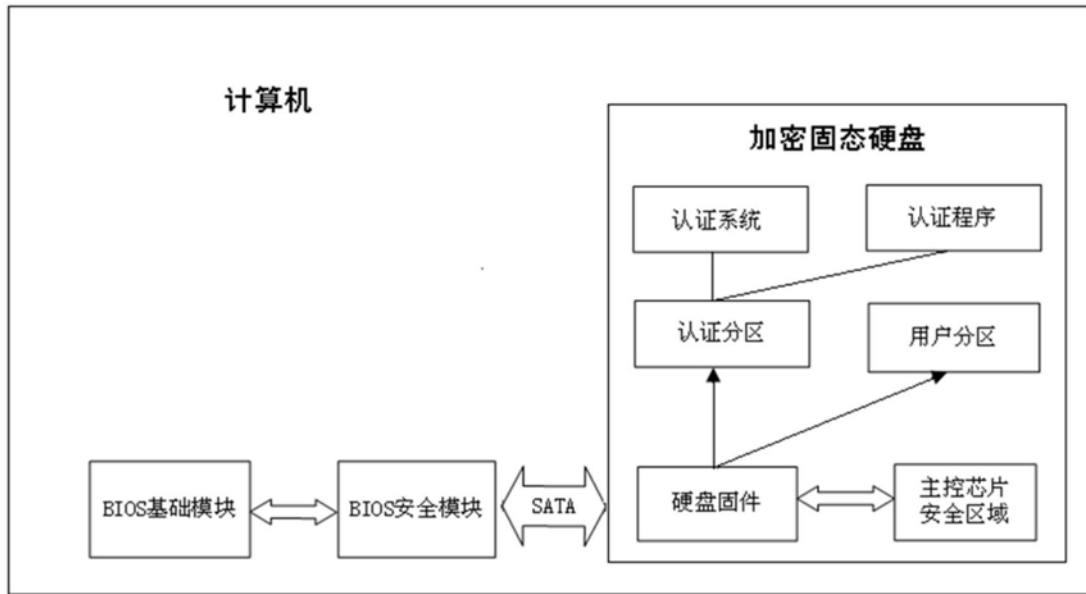 计算机
加密固态硬盘
认证系统
认证程序
认证分区
用户分区
BIOS基础模块
BIOS安全模块
SATA
硬盘固件
主控芯片
安全区域